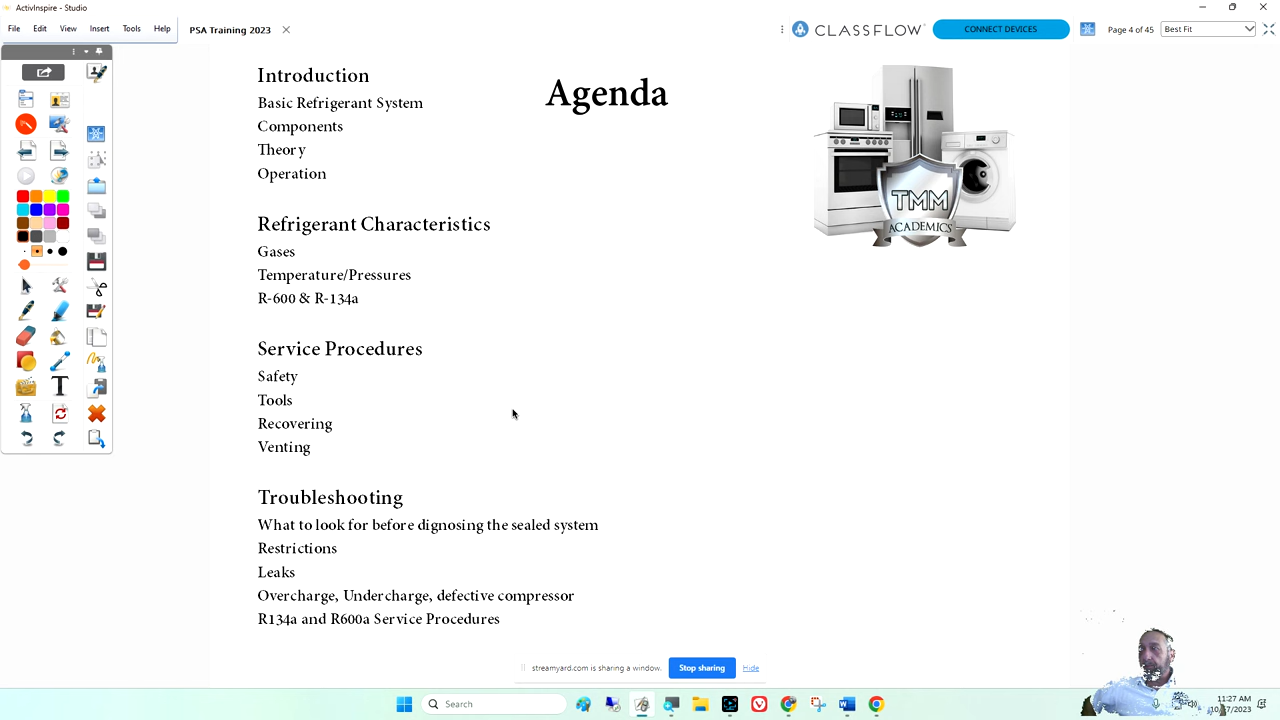 ActivInspire - Studio
File Edit View Insert Tools Help
PSA Training 2023
CLASSFLOW
CONNECT DEVICES
Page 4 of 45
Best Fit
Agenda
Introduction
Basic Refrigerant System
Components
Theory
Operation
TMM
ACADEMICS
Refrigerant Characteristics
Gases
Temperature/Pressures
R-600 & R-134a
Service Procedures
Safety
Tools
Recovering
Venting
Troubleshooting
What to look for before dignosing the sealed system
Restrictions
Leaks
Overcharge, Undercharge, defective compressor
R134a and R600a Service Procedures
streamyard.com is sharing a window.
Stop sharing
Hide
Search
11:27 AM